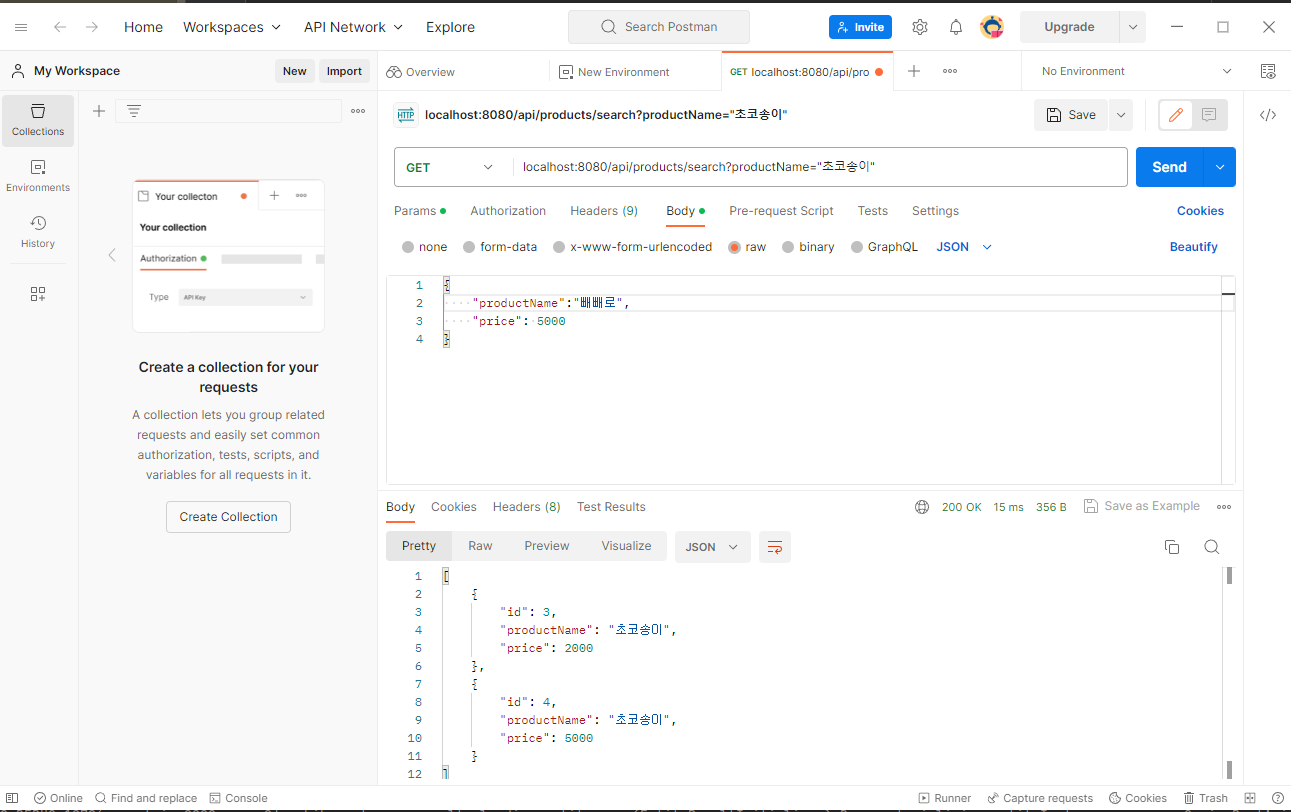 Home Workspaces API Network Explore Search Postman Invite Upgrade
My Workspace New Import Overview New Environment GET localhost:8080/api/pro No Environment
Collections
Environments
History
Your collecton
Your collection
Authorization
Type API Key
Create a collection for your
requests
A collection lets you group related
requests and easily set common
authorization, tests, scripts, and
variables for all requests in it.
Create Collection
HTTP localhost:8080/api/products/search?productName="초코송이" Save </>
GET localhost:8080/api/products/search?productName="초코송이" Send
Params Authorization Headers (9) Body Pre-request Script Tests Settings Cookies
none form-data x-www-form-urlencoded raw binary GraphQL JSON Beautify
1 {
2 "productName":"빼빼로",
3 "price": 5000
4 }
Body Cookies Headers (8) Test Results 200 OK 15 ms 356 B Save as Example
Pretty Raw Preview Visualize JSON
1 [
2 {
3 "id": 3,
4 "productName": "초코송이",
5 "price": 2000
6 },
7 {
8 "id": 4,
9 "productName": "초코송이",
10 "price": 5000
11 }
12 ]
Online Find and replace Console Runner Capture requests Cookies Trash